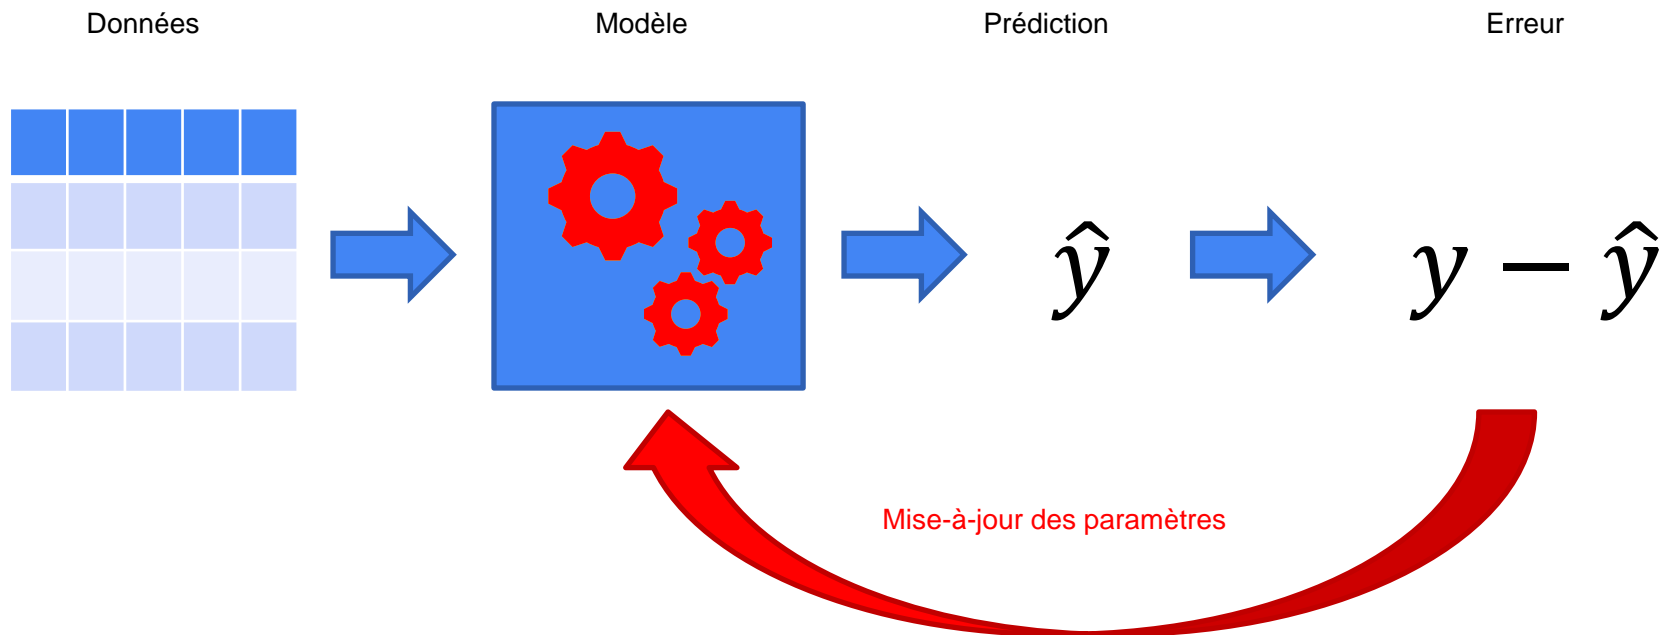 Données
Modèle
Prédiction
Erreur
ŷ
y − ŷ
Mise-à-jour des paramètres